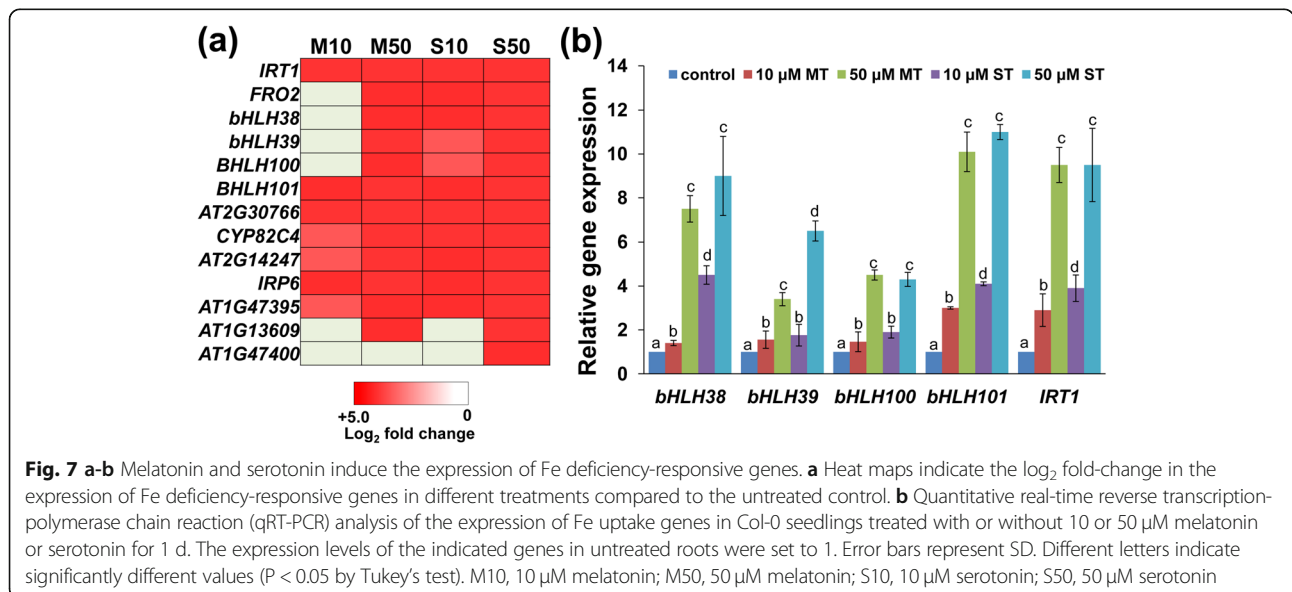 (a)
M10 M50 S10 S50
IRT1
FRO2
bHLH38
bHLH39
BHLH100
BHLH101
AT2G30766
CYP82C4
AT2G14247
IRP6
AT1G47395
AT1G13609
AT1G47400
+5.0 0
Log2 fold change
(b)
control 10 µM MT 50 µM MT 10 µM ST 50 µM ST
Relative gene expression
14
12
10
8
6
4
2
0
a b c d c
a b c b d
a b c b c
a b c d c
a b c d c
bHLH38 bHLH39 bHLH100 bHLH101 IRT1
Fig. 7 a-b Melatonin and serotonin induce the expression of Fe deficiency-responsive genes. a Heat maps indicate the log2 fold-change in the
expression of Fe deficiency-responsive genes in different treatments compared to the untreated control. b Quantitative real-time reverse transcription-
polymerase chain reaction (qRT-PCR) analysis of the expression of Fe uptake genes in Col-0 seedlings treated with or without 10 or 50 µM melatonin
or serotonin for 1 d. The expression levels of the indicated genes in untreated roots were set to 1. Error bars represent SD. Different letters indicate
significantly different values (P < 0.05 by Tukey's test). M10, 10 µM melatonin; M50, 50 µM melatonin; S10, 10 µM serotonin; S50, 50 µM serotonin